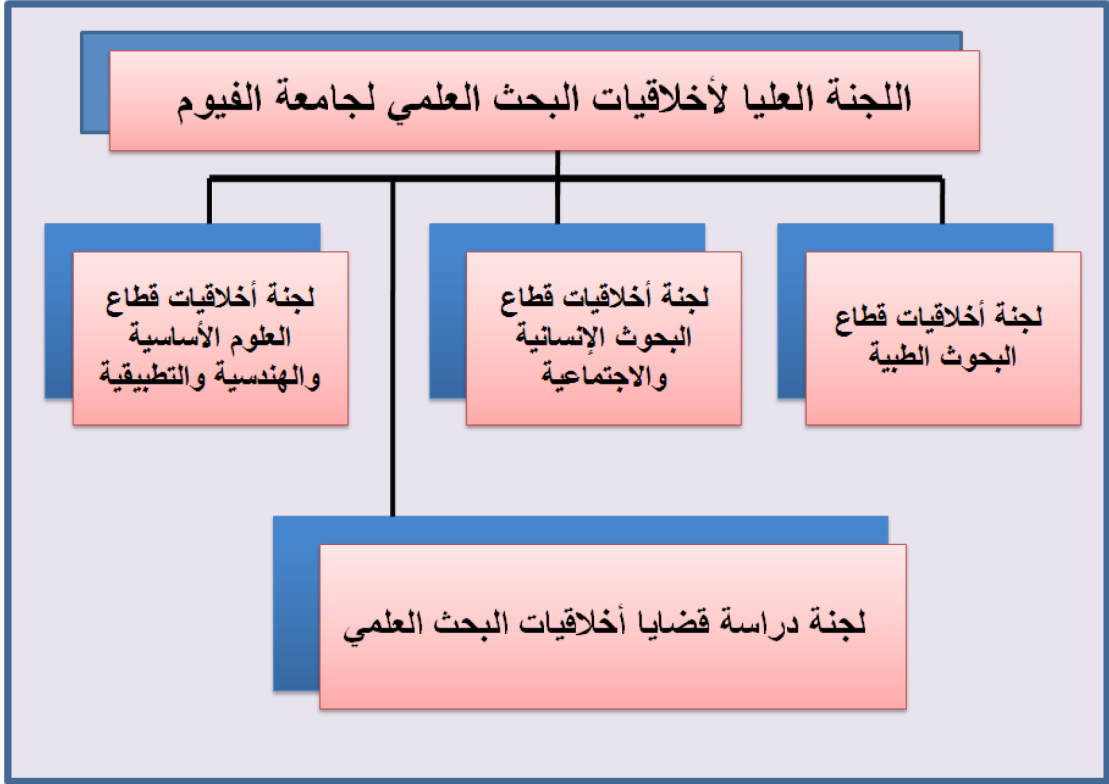 اللجنة العليا لأخلاقيات البحث العلمي لجامعة الفيوم
لجنة أخلاقيات قطاع
البحوث الطبية
لجنة أخلاقيات قطاع
البحوث الإنسانية
والاجتماعية
لجنة أخلاقيات قطاع
العلوم الأساسية
والهندسية والتطبيقية
لجنة دراسة قضايا أخلاقيات البحث العلمي